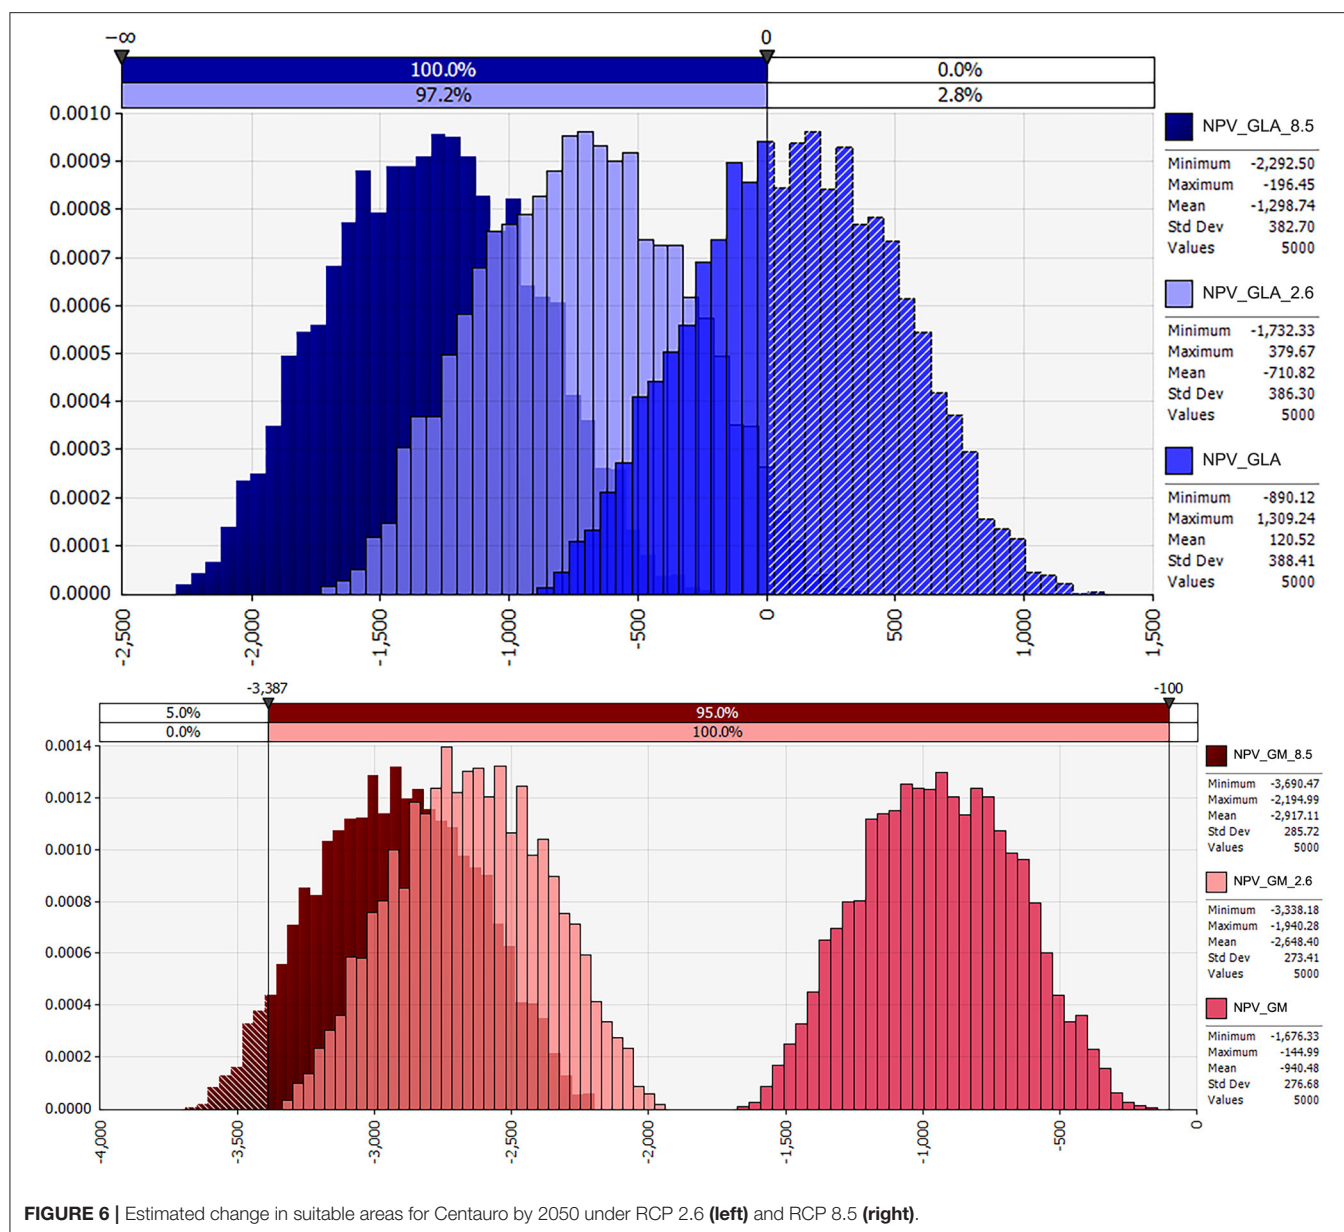 −∞ 0
100.0% 0.0%
97.2% 2.8%
0.0010
0.0009
0.0008
0.0007
0.0006
0.0005
0.0004
0.0003
0.0002
0.0001
0.0000
-2,500 -2,000 -1,500 -1,000 -500 0 500 1,000 1,500
NPV_GLA_8.5
Minimum -2,292.50
Maximum -196.45
Mean -1,298.74
Std Dev 382.70
Values 5000
NPV_GLA_2.6
Minimum -1,732.33
Maximum 379.67
Mean -710.82
Std Dev 386.30
Values 5000
NPV_GLA
Minimum -890.12
Maximum 1,309.24
Mean 120.52
Std Dev 388.41
Values 5000
-3,387 -100
5.0% 95.0%
0.0% 100.0%
0.0014
0.0012
0.0010
0.0008
0.0006
0.0004
0.0002
0.0000
-4,000 -3,500 -3,000 -2,500 -2,000 -1,500 -1,000 -500 0
NPV_GM_8.5
Minimum -3,690.47
Maximum -2,194.99
Mean -2,917.11
Std Dev 285.72
Values 5000
NPV_GM_2.6
Minimum -3,338.18
Maximum -1,940.28
Mean -2,648.40
Std Dev 273.41
Values 5000
NPV_GM
Minimum -1,676.33
Maximum -144.99
Mean -940.48
Std Dev 276.68
Values 5000
FIGURE 6 | Estimated change in suitable areas for Centauro by 2050 under RCP 2.6 (left) and RCP 8.5 (right).